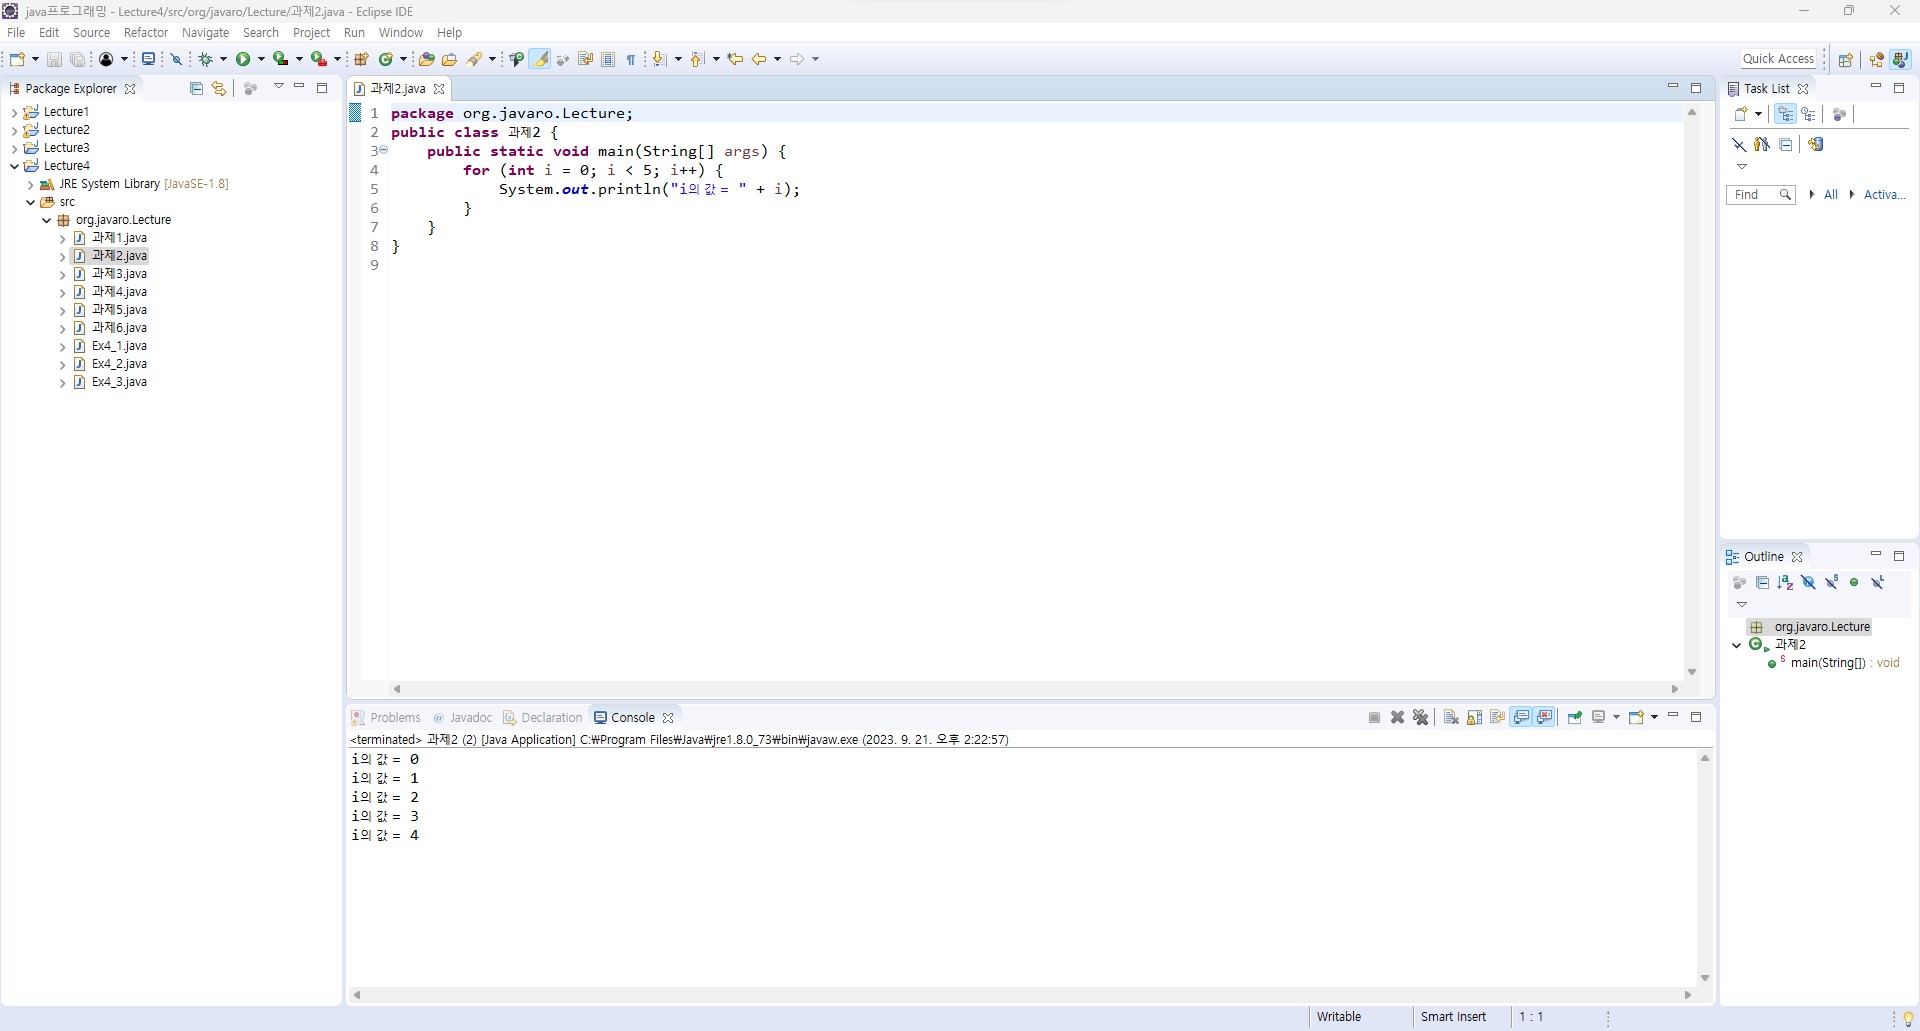 java프로그래밍 - Lecture4/src/org/javaro/Lecture/과제2.java - Eclipse IDE
File Edit Source Refactor Navigate Search Project Run Window Help
Quick Access
Package Explorer
Lecture1
Lecture2
Lecture3
Lecture4
JRE System Library [JavaSE-1.8]
src
org.javaro.Lecture
과제1.java
과제2.java
과제3.java
과제4.java
과제5.java
과제6.java
Ex4_1.java
Ex4_2.java
Ex4_3.java
과제2.java
1 package org.javaro.Lecture;
2 public class 과제2 {
3 public static void main(String[] args) {
4 for (int i = 0; i < 5; i++) {
5 System.out.println("i의 값 = " + i);
6 }
7 }
8 }
9
Problems Javadoc Declaration Console
<terminated> 과제2 (2) [Java Application] C:₩Program Files₩Java₩jre1.8.0_73₩bin₩javaw.exe (2023. 9. 21. 오후 2:22:57)
i의 값 = 0
i의 값 = 1
i의 값 = 2
i의 값 = 3
i의 값 = 4
Task List
Find All Activa...
Outline
org.javaro.Lecture
과제2
main(String[]) : void
Writable Smart Insert 1 : 1